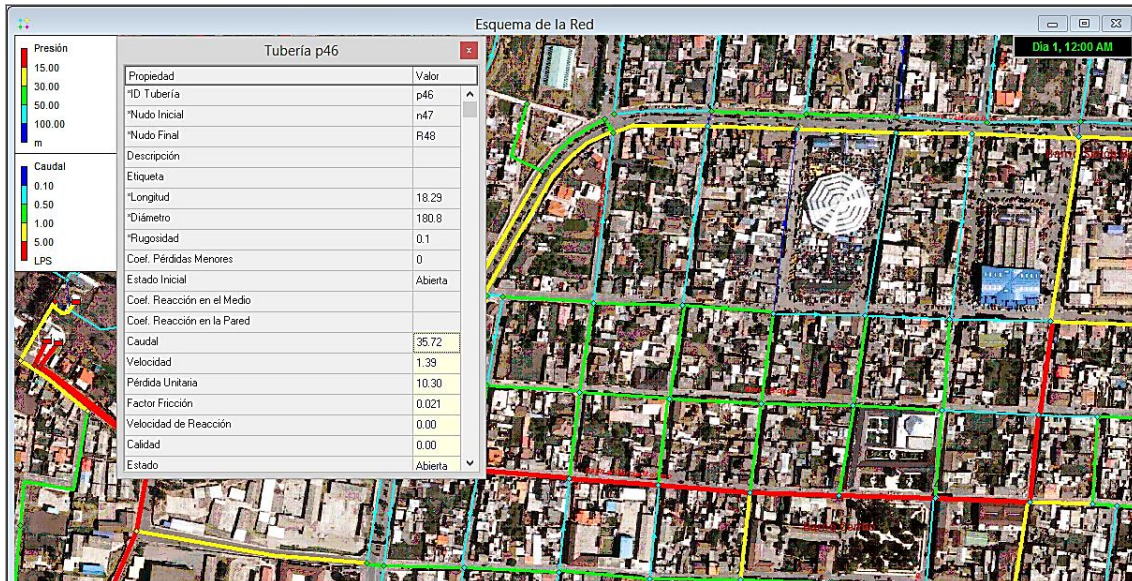 Esquema de la Red
Día 1, 12:00 AM
Presión
15.00
30.00
50.00
100.00
m
Caudal
0.10
0.50
1.00
5.00
LPS
Tubería p46
Propiedad Valor
*ID Tubería p46
*Nudo Inicial n47
*Nudo Final R48
Descripción
Etiqueta
*Longitud 18.29
*Diámetro 180.8
*Rugosidad 0.1
Coef. Pérdidas Menores 0
Estado Inicial Abierta
Coef. Reacción en el Medio
Coef. Reacción en la Pared
Caudal 35.72
Velocidad 1.39
Pérdida Unitaria 10.30
Factor Fricción 0.021
Velocidad de Reacción 0.00
Calidad 0.00
Estado Abierta